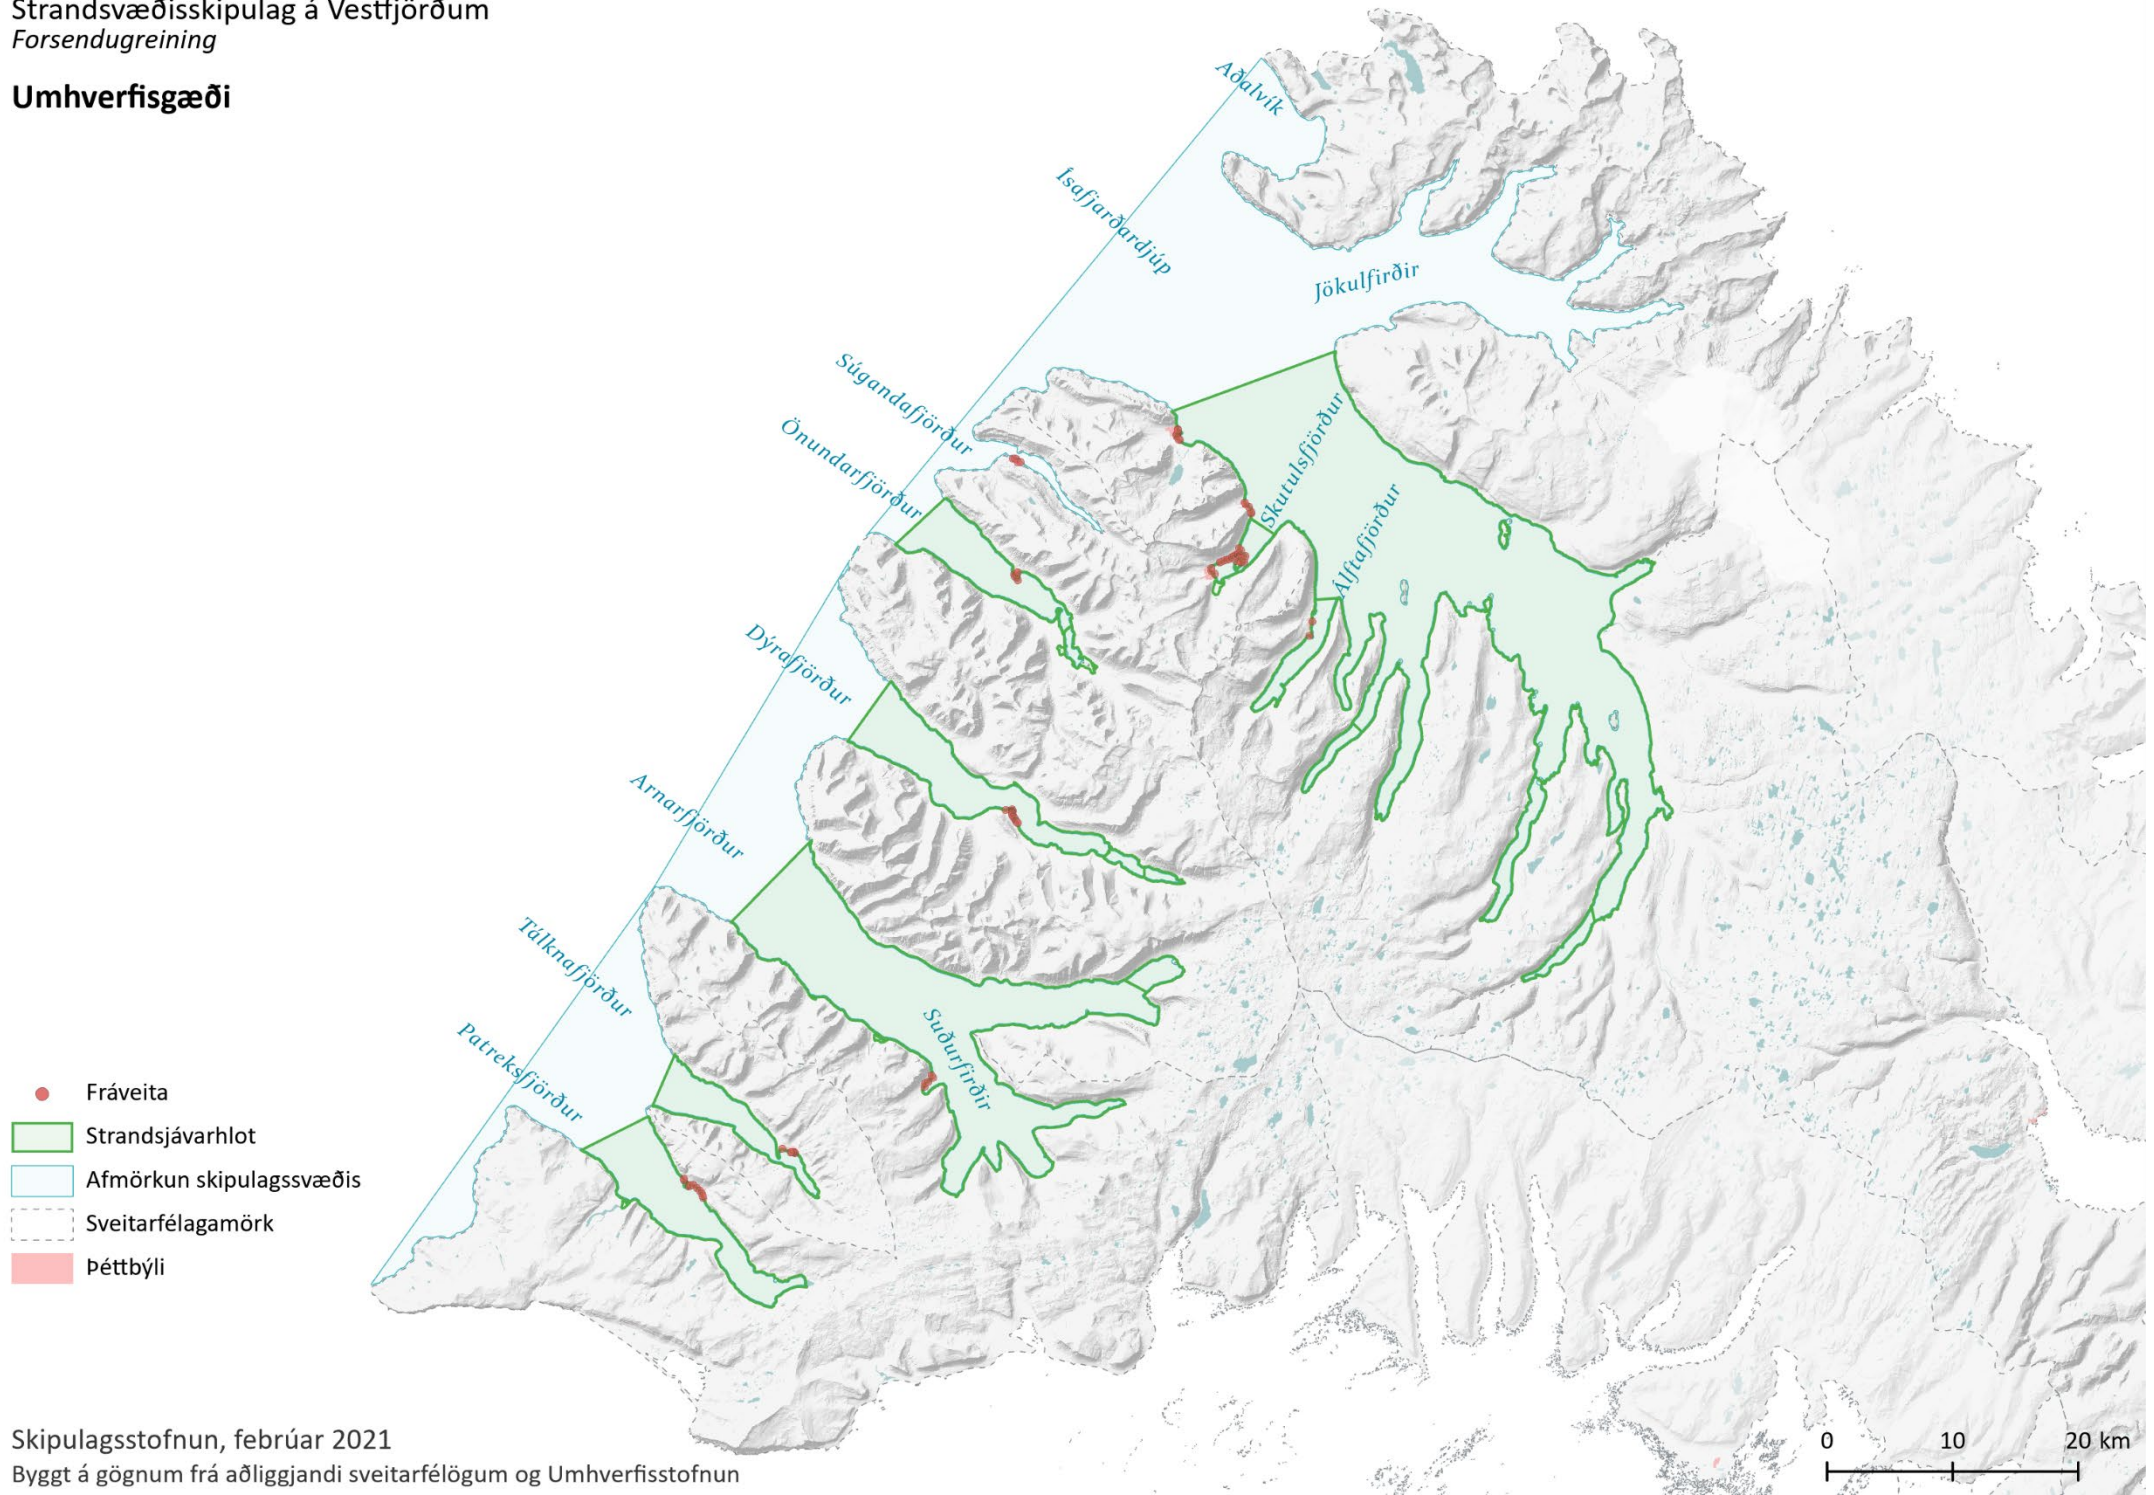 Strandsvæðisskipulag á Vestfjörðum
Forsendugreining
Umhverfisgæði
Aðalvík
Ísafjarðardjúp
Jökulfirðir
Súgandafjörður
Önundarfjörður
Skutulsfjörður
Álftafjörður
Dýrafjörður
Arnarfjörður
Tálknafjörður
Suðurfirðir
Patreksfjörður
Fráveita
Strandsjávarhlot
Afmörkun skipulagssvæðis
Sveitarfélagamörk
Þéttbýli
Skipulagsstofnun, febrúar 2021
Byggt á gögnum frá aðliggjandi sveitarfélögum og Umhverfisstofnun
0 10 20 km